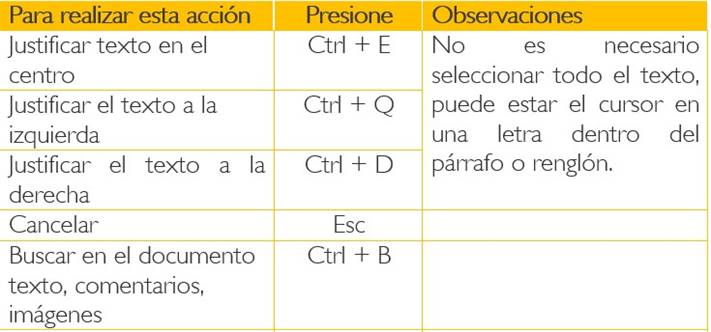 Para realizar esta acción Presione Observaciones
Justificar texto en el
centro
Ctrl + E
No es necesario
seleccionar todo el texto,
puede estar el cursor en
una letra dentro del
párrafo o renglón.
Justificar el texto a la
izquierda
Ctrl + Q
Justificar el texto a la
derecha
Ctrl + D
Cancelar Esc
Buscar en el documento
texto, comentarios,
imágenes
Ctrl + B